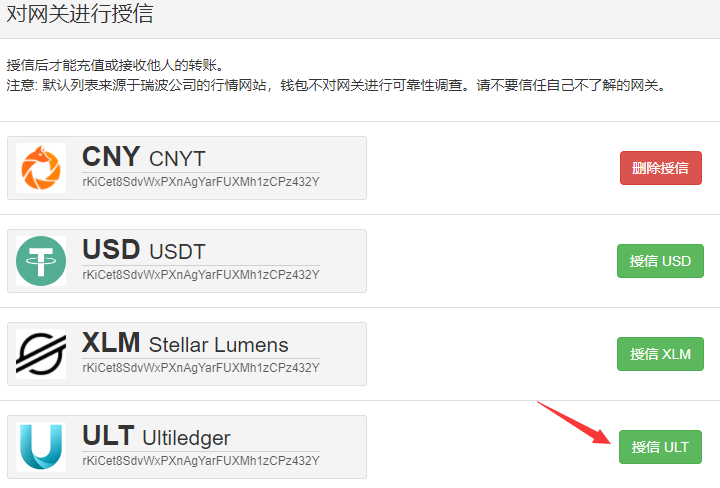 对网关进行授信
授信后才能充值或接收他人的转账。
注意: 默认列表来源于瑞波公司的行情网站，钱包不对网关进行可靠性调查。请不要信任自己不了解的网关。
CNY CNYT
rKiCet8SdvWxPXnAgYarFUXMh1zCPz432Y
删除授信
USD USDT
rKiCet8SdvWxPXnAgYarFUXMh1zCPz432Y
授信 USD
XLM Stellar Lumens
rKiCet8SdvWxPXnAgYarFUXMh1zCPz432Y
授信 XLM
ULT Ultiledger
rKiCet8SdvWxPXnAgYarFUXMh1zCPz432Y
授信 ULT